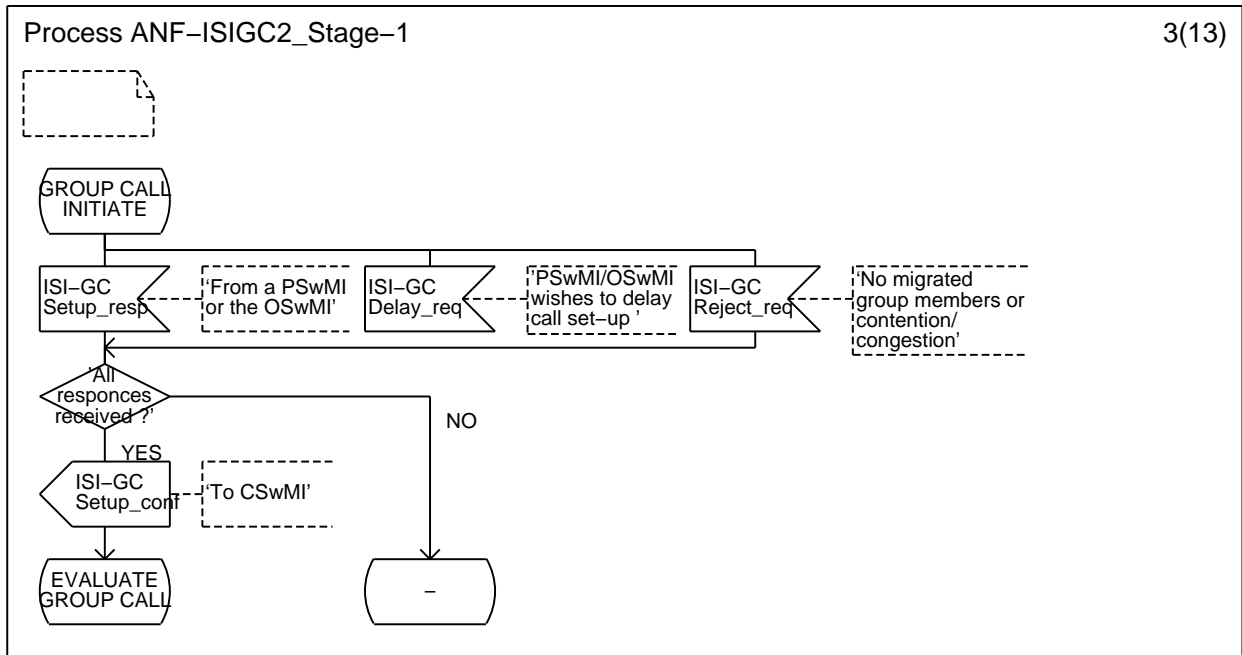 Process ANF−ISIGC2_Stage−1
3(13)
GROUP CALL
INITIATE
ISI−GC
Setup_resp
‘From a PSwMI
or the OSwMI’
ISI−GC
Delay_req
’PSwMI/OSwMI
wishes to delay
call set−up ’
ISI−GC
Reject_req
‘No migrated
group members or
contention/
congestion’
’All
responces
received ?’
NO
YES
ISI−GC
Setup_conf
‘To CSwMI’
EVALUATE
GROUP CALL
−